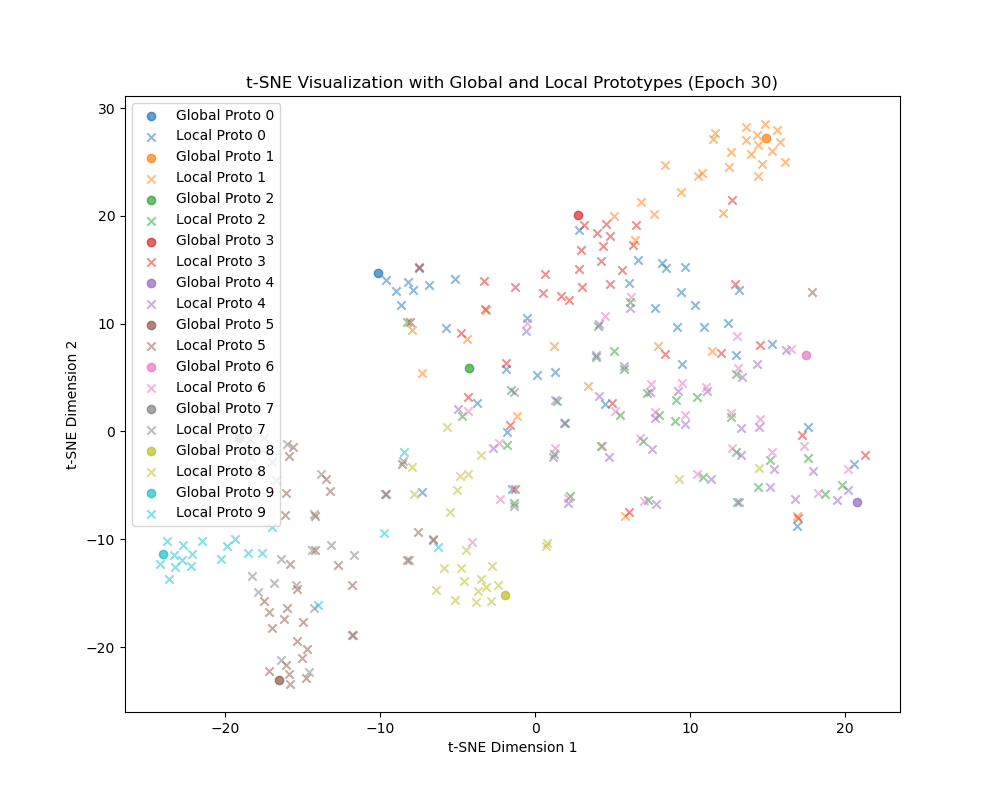 t-SNE Visualization with Global and Local Prototypes (Epoch 30)
30
20
10
0
−10
−20
t-SNE Dimension 2
Global Proto 0
Local Proto 0
Global Proto 1
Local Proto 1
Global Proto 2
Local Proto 2
Global Proto 3
Local Proto 3
Global Proto 4
Local Proto 4
Global Proto 5
Local Proto 5
Global Proto 6
Local Proto 6
Global Proto 7
Local Proto 7
Global Proto 8
Local Proto 8
Global Proto 9
Local Proto 9
−20 −10 0 10 20
t-SNE Dimension 1